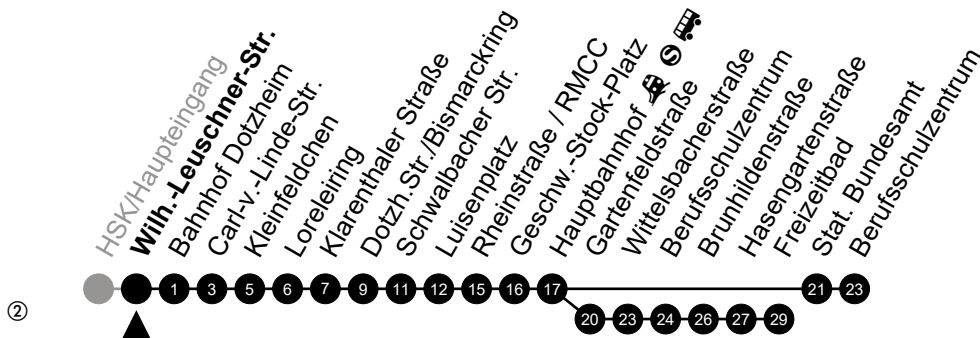 HSK/Haupteingang
Wilh.-Leuschner-Str.
Bahnhof Dotzheim
Carl-v.-Linde-Str.
Kleinfeldchen
Loreleiring
Klarenthaler Straße
Dotzh.Str./Bismarckring
Schwalbacher Str.
Luisenplatz
Rheinstraße / RMCC
Geschw.-Stock-Platz
Hauptbahnhof S
Gartenfeldstraße
Wittelsbacherstraße
Berufsschulzentrum
Brunhildenstraße
Hasengartenstraße
Freizeitbad
Stat. Bundesamt
Berufsschulzentrum
1 3 5 6 7 9 11 12 15 16 17 21 23
② 20 23 24 26 27 29